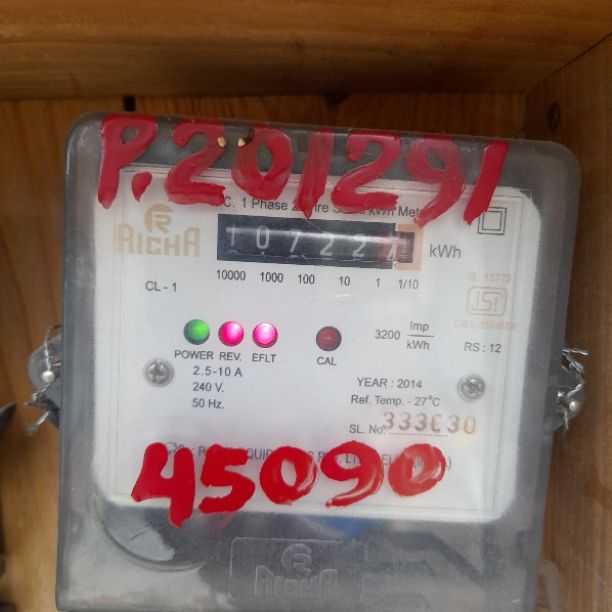 P.201291
RICHA
kWh
10722
10000 1000 100 10 1 1/10
CL - 1
IS - 13779
3200 Imp/kWh
RS : 12
POWER REV. EFLT CAL
2.5-10 A
240 V.
50 Hz.
YEAR : 2014
Ref. Temp. - 27°C
SL. No.
45090
RICHA